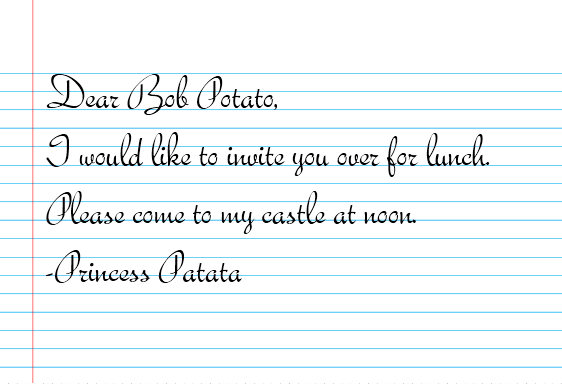 Dear Bob Potato,
I would like to invite you over for lunch.
Please come to my castle at noon.
-Princess Patata